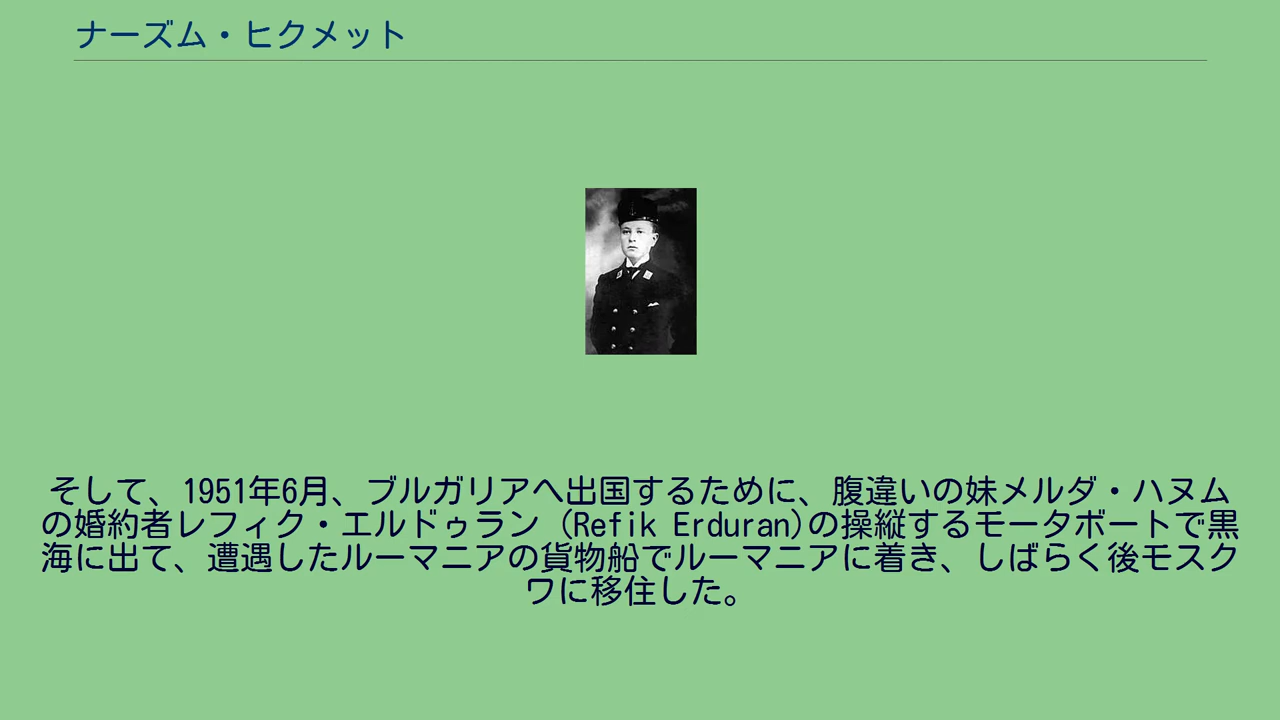 ナーズム・ヒクメット
そして、1951年6月、ブルガリアへ出国するために、腹違いの妹メルダ・ハヌム
の婚約者レフィク・エルドゥラン (Refik Erduran)の操縦するモータボートで黒
海に出て、遭遇したルーマニアの貨物船でルーマニアに着き、しばらく後モスク
ワに移住した。